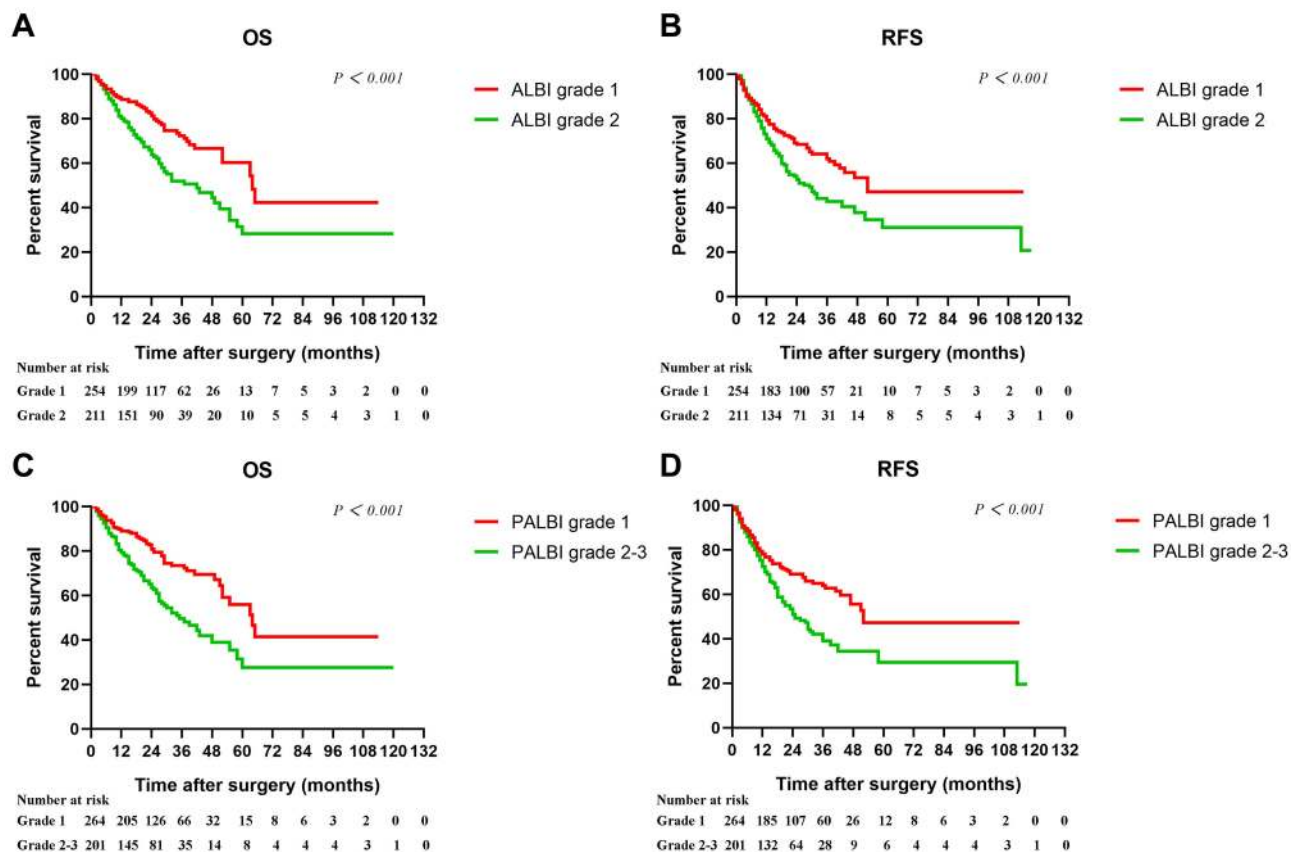 A
OS
P < 0.001
ALBI grade 1
ALBI grade 2
Percent survival
100
80
60
40
20
0
0 12 24 36 48 60 72 84 96 108 120 132
Time after surgery (months)
Number at risk
Grade 1 254 199 117 62 26 13 7 5 3 2 0 0
Grade 2 211 151 90 39 20 10 5 5 4 3 1 0
B
RFS
P < 0.001
ALBI grade 1
ALBI grade 2
Percent survival
100
80
60
40
20
0
0 12 24 36 48 60 72 84 96 108 120 132
Time after surgery (months)
Number at risk
Grade 1 254 183 100 57 21 10 7 5 3 2 0 0
Grade 2 211 134 71 31 14 8 5 5 4 3 1 0
C
OS
P < 0.001
PALBI grade 1
PALBI grade 2-3
Percent survival
100
80
60
40
20
0
0 12 24 36 48 60 72 84 96 108 120 132
Time after surgery (months)
Number at risk
Grade 1 264 205 126 66 32 15 8 6 3 2 0 0
Grade 2-3 201 145 81 35 14 8 4 4 4 3 1 0
D
RFS
P < 0.001
PALBI grade 1
PALBI grade 2-3
Percent survival
100
80
60
40
20
0
0 12 24 36 48 60 72 84 96 108 120 132
Time after surgery (months)
Number at risk
Grade 1 264 185 107 60 26 12 8 6 3 2 0 0
Grade 2-3 201 132 64 28 9 6 4 4 4 3 1 0